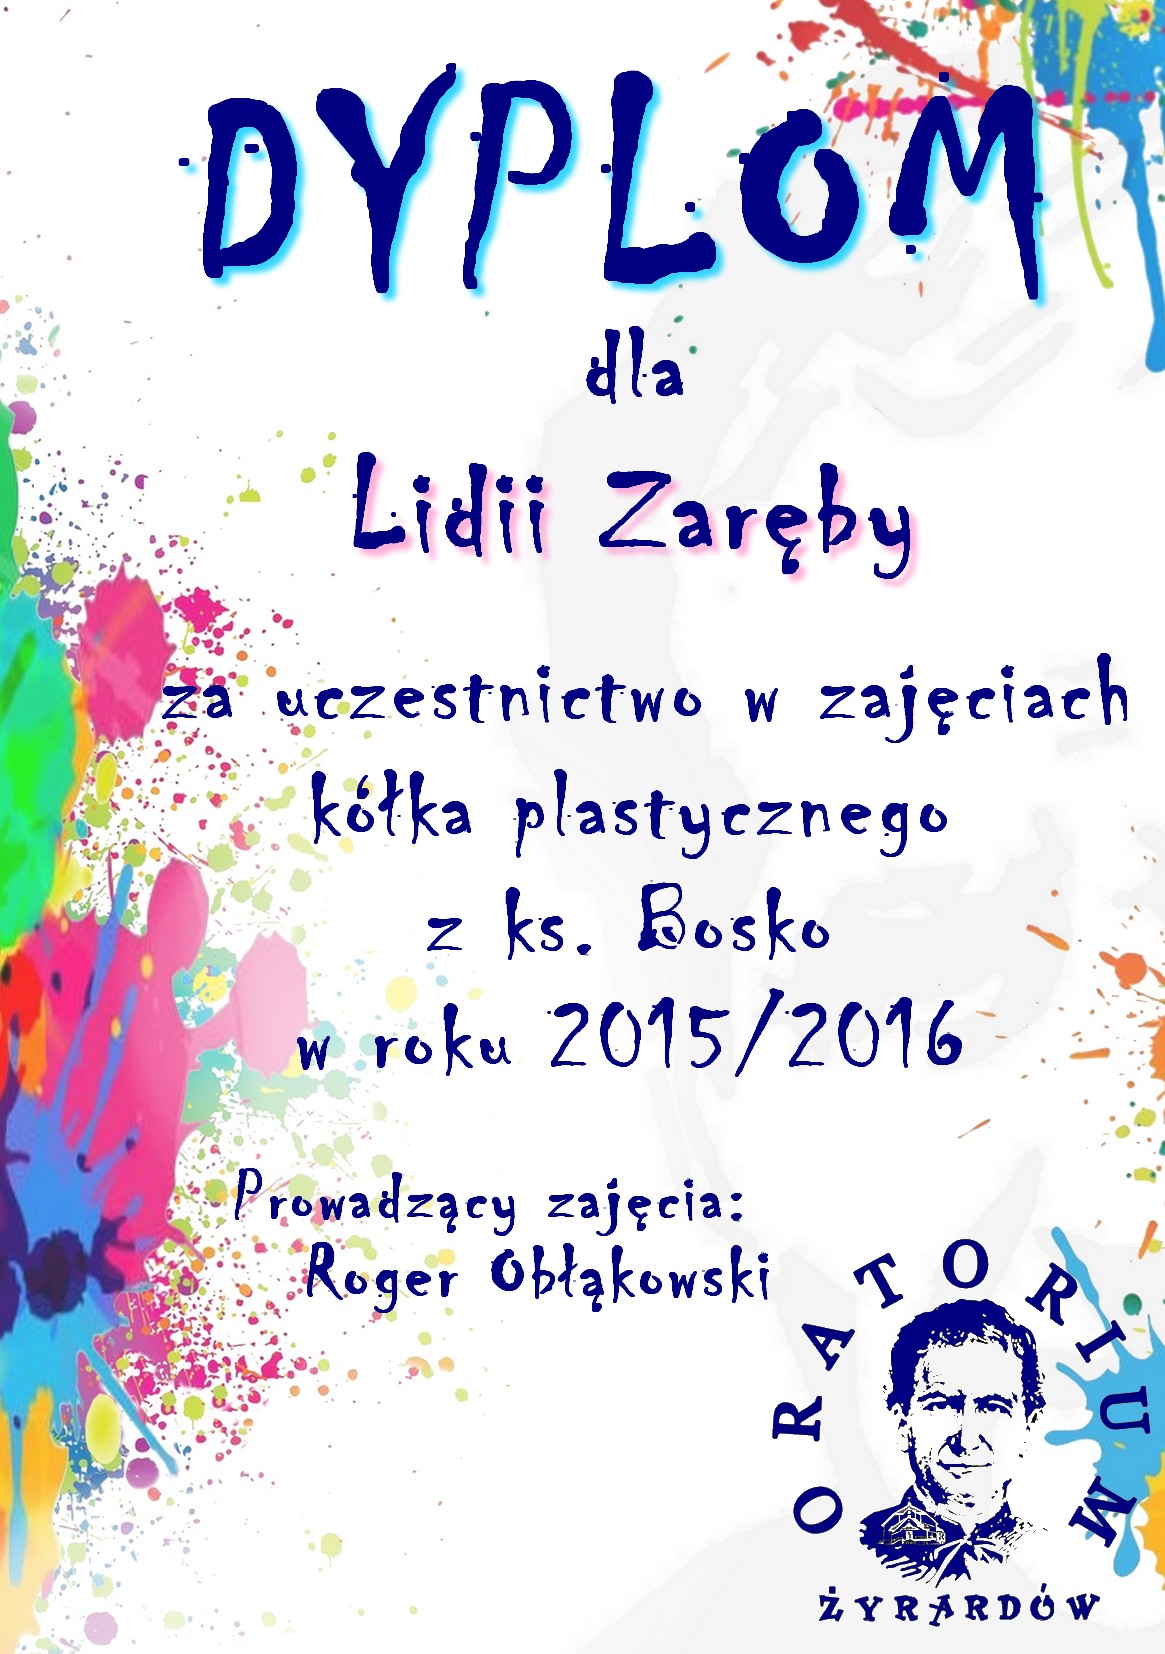 DYPLOM
dla
Lidii Zaręby
za uczestnictwo w zajęciach
kółka plastycznego
z ks. Bosko
w roku 2015/2016
Prowadzący zajęcia:
Roger Obłąkowski
ORATORIUM
ŻYRARDÓW